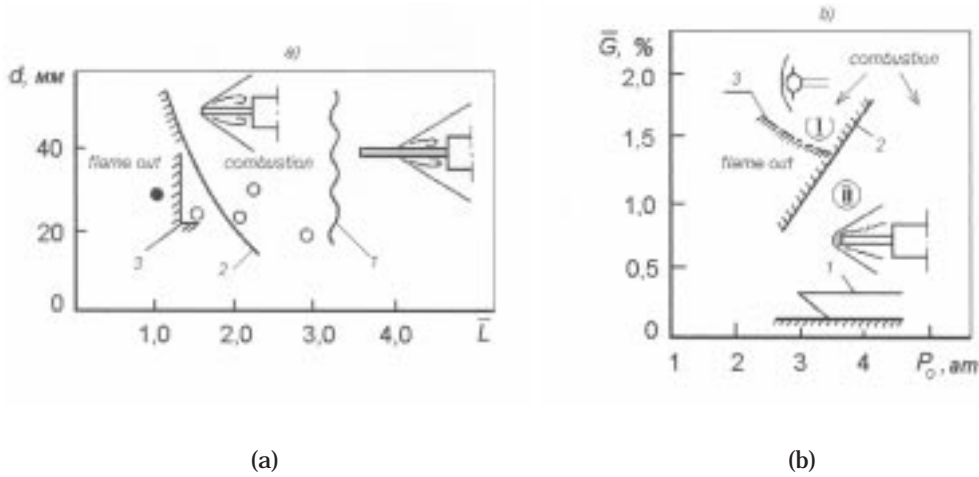 a)
d, мм
40
20
0
flame out
combustion
3
2
1
1,0
2,0
3,0
4,0
L̅
(a)
b)
G̅, %
2,0
1,5
1,0
0,5
0
combustion
3
I
2
flame out
II
1
1
2
3
4
P₀, am
(b)